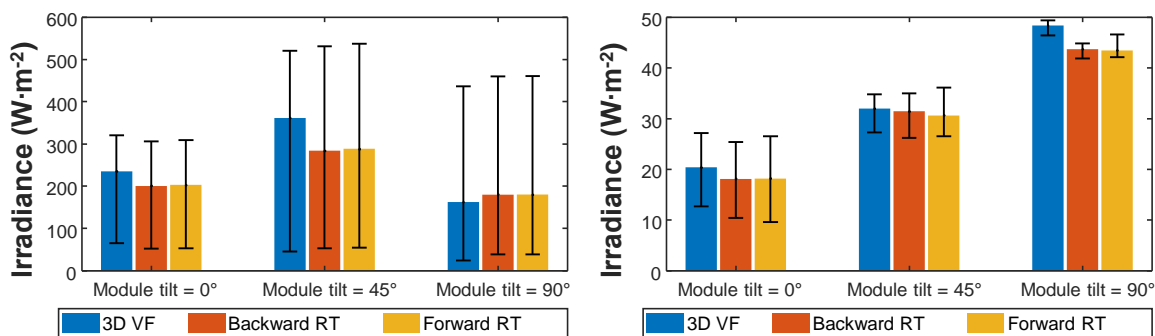 Irradiance (W·m-2)
600
500
400
300
200
100
0
Module tilt = 0° Module tilt = 45° Module tilt = 90°
3D VF Backward RT Forward RT
Irradiance (W·m-2)
50
40
30
20
10
0
Module tilt = 0° Module tilt = 45° Module tilt = 90°
3D VF Backward RT Forward RT